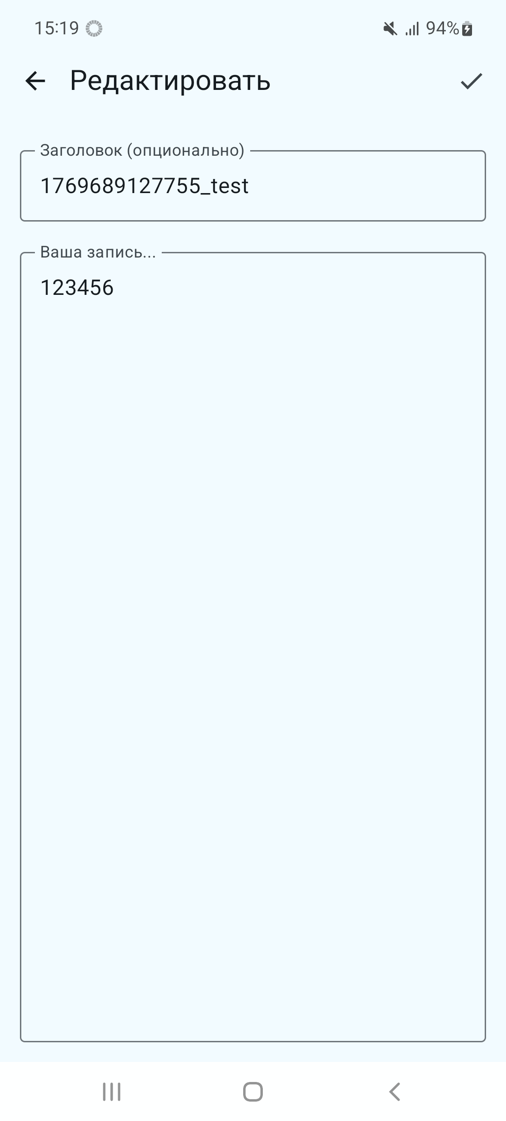 15:19
94%
Редактировать
Заголовок (опционально)
1769689127755_test
Ваша запись...
123456